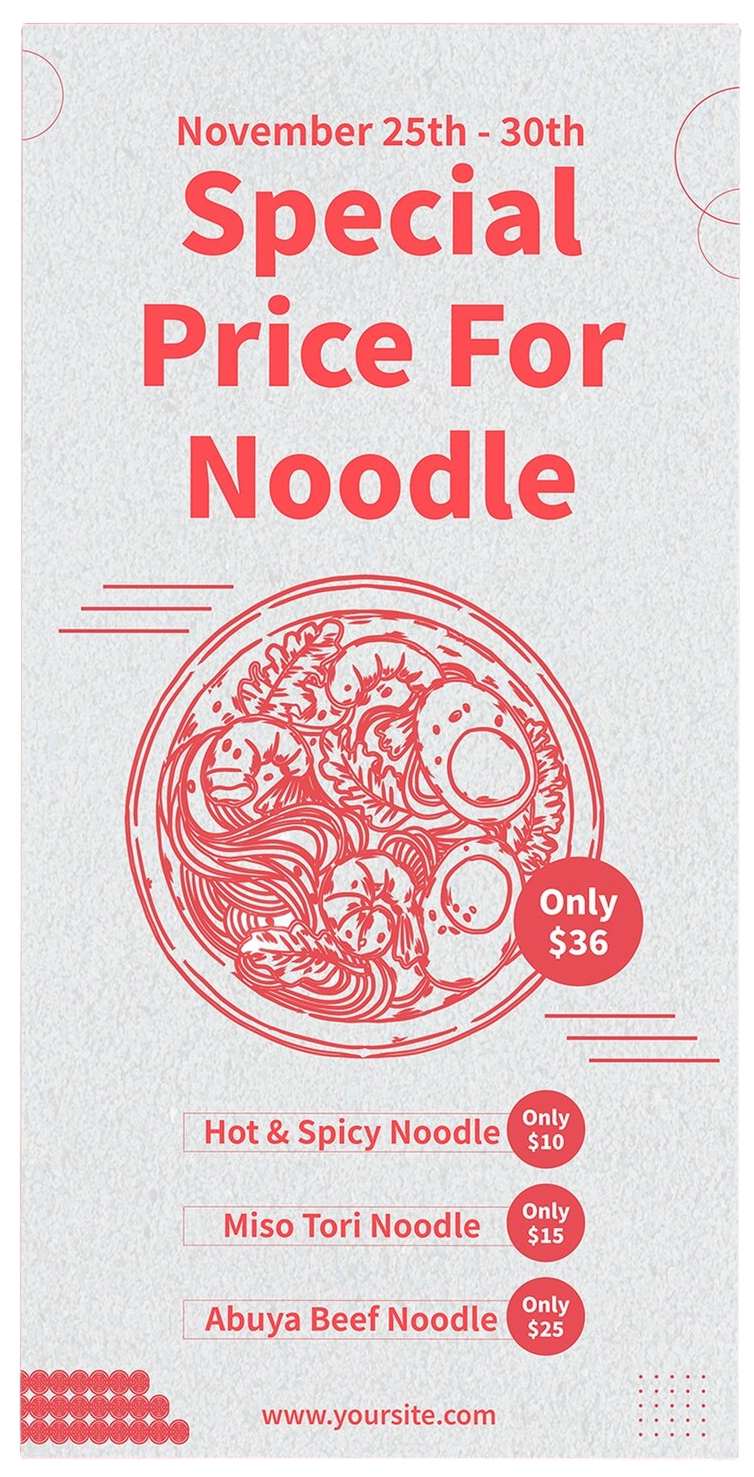 November 25th - 30th
Special
Price For
Noodle
Only
$36
Hot & Spicy Noodle
Only
$10
Miso Tori Noodle
Only
$15
Abuya Beef Noodle
Only
$25
www.yoursite.com